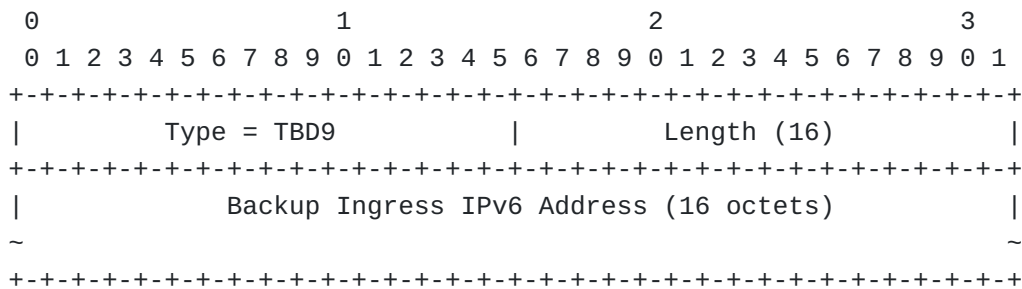 0                   1                   2                   3
 0 1 2 3 4 5 6 7 8 9 0 1 2 3 4 5 6 7 8 9 0 1 2 3 4 5 6 7 8 9 0 1
+-+-+-+-+-+-+-+-+-+-+-+-+-+-+-+-+-+-+-+-+-+-+-+-+-+-+-+-+-+-+-+-+
|         Type = TBD9           |         Length (16)           |
+-+-+-+-+-+-+-+-+-+-+-+-+-+-+-+-+-+-+-+-+-+-+-+-+-+-+-+-+-+-+-+-+
|             Backup Ingress IPv6 Address (16 octets)           |
~                                                               ~
+-+-+-+-+-+-+-+-+-+-+-+-+-+-+-+-+-+-+-+-+-+-+-+-+-+-+-+-+-+-+-+-+